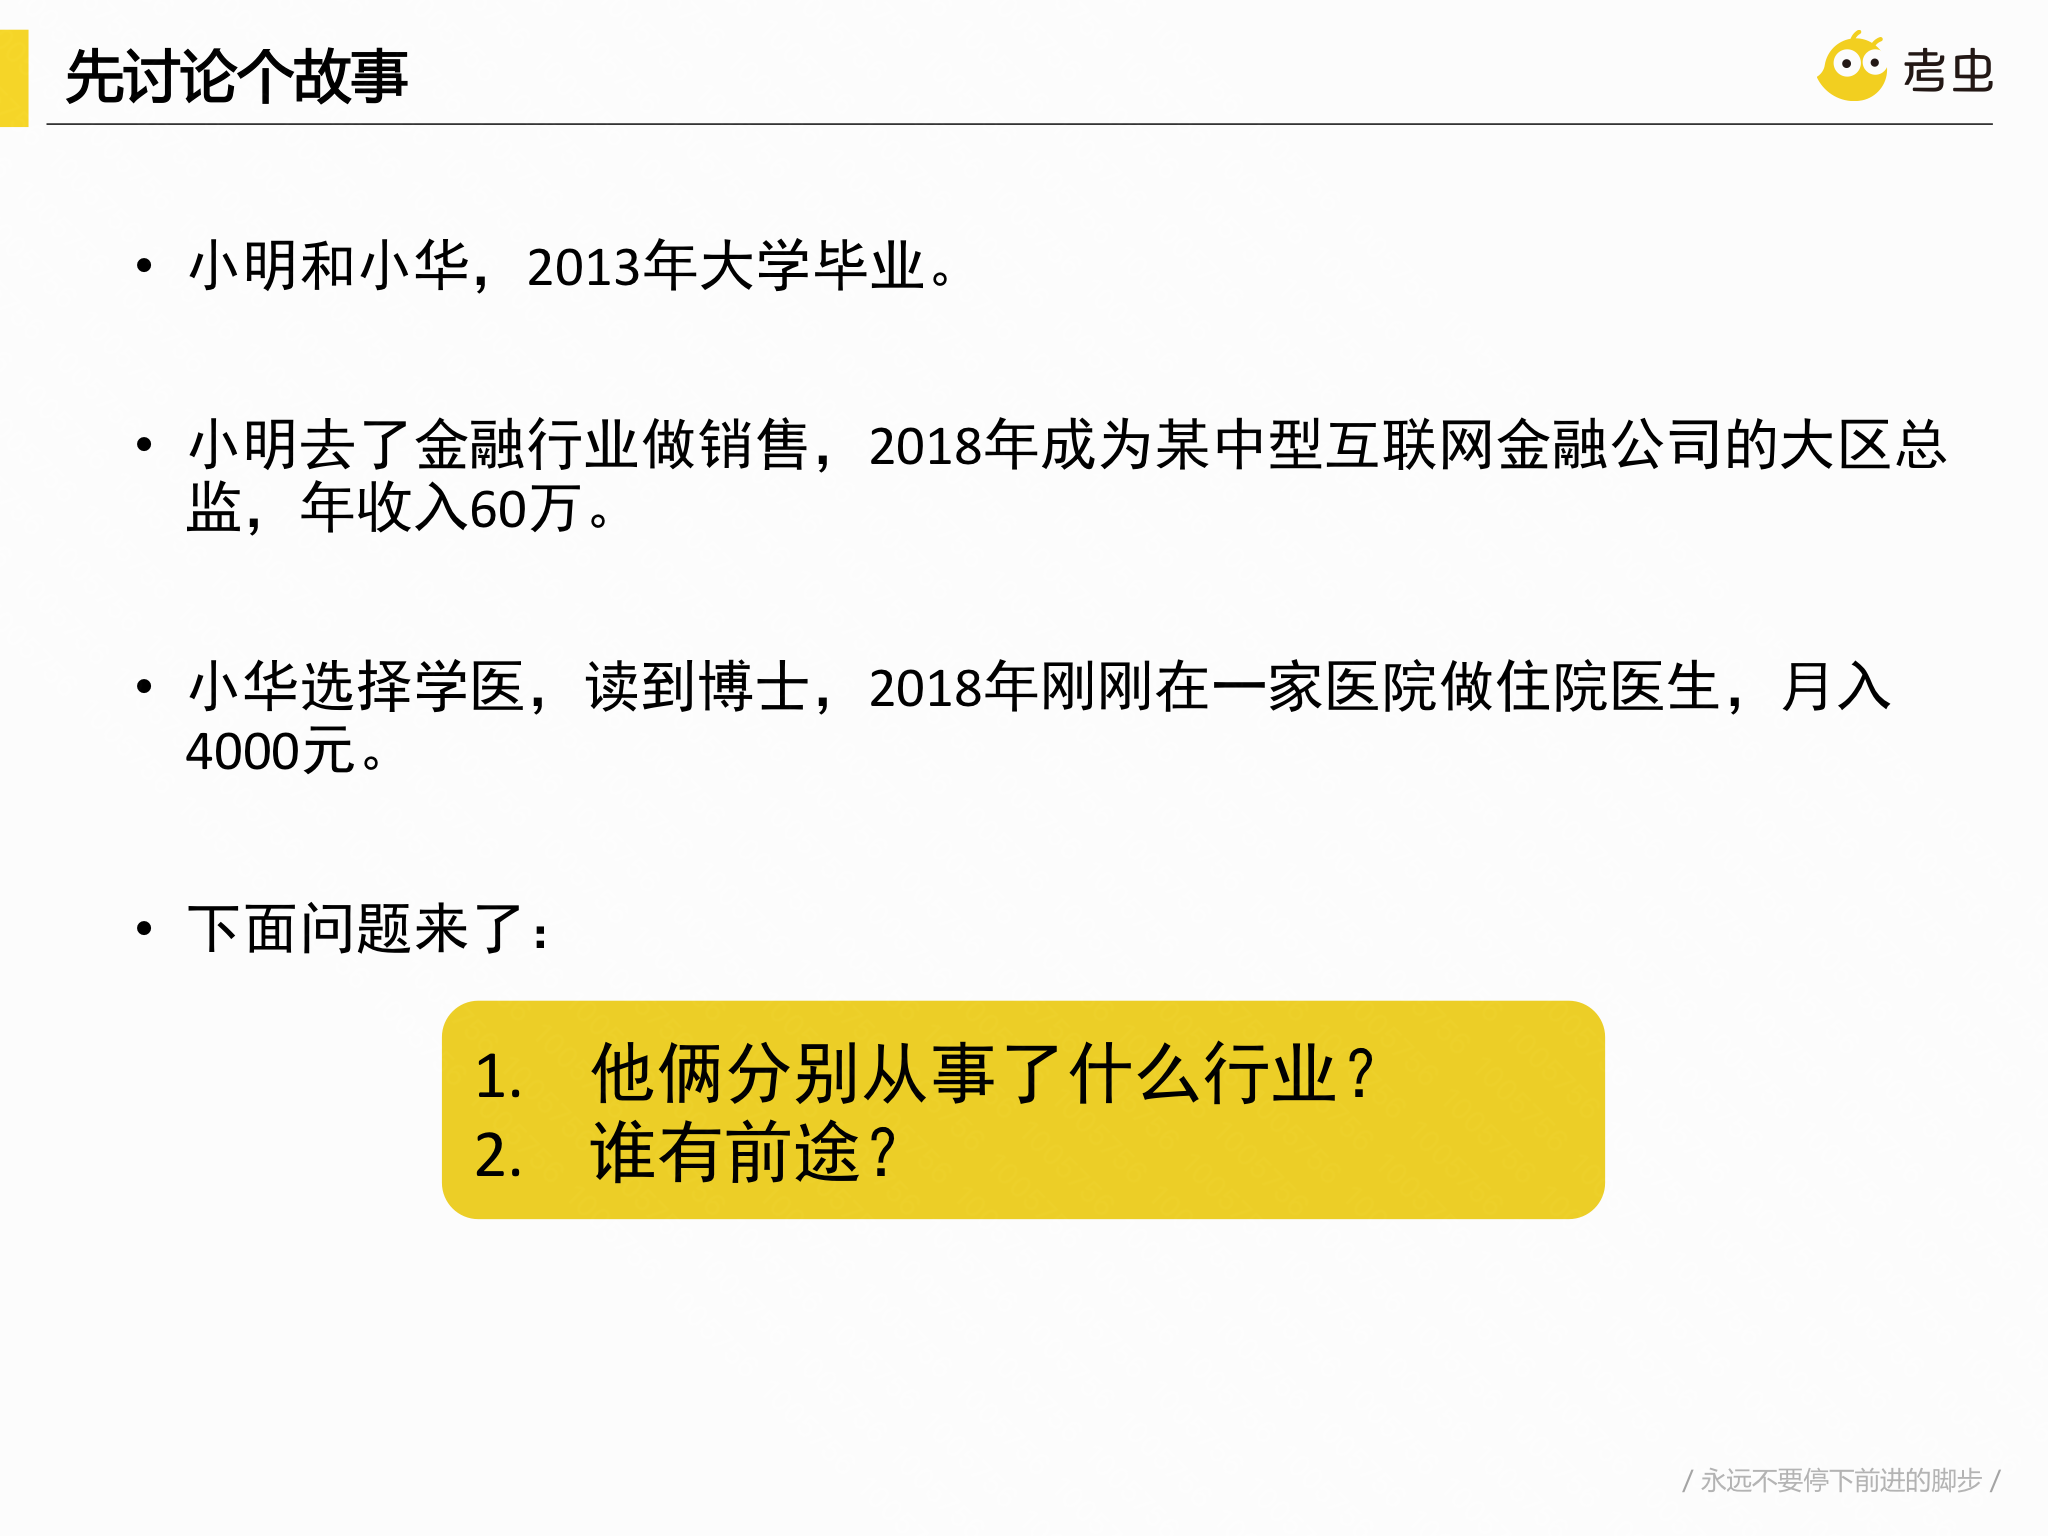 先讨论个故事
考虫
• 小明和小华，2013年大学毕业。
• 小明去了金融行业做销售，2018年成为某中型互联网金融公司的大区总
监，年收入60万。
• 小华选择学医，读到博士，2018年刚刚在一家医院做住院医生，月入
4000元。
• 下面问题来了：
1. 他俩分别从事了什么行业？
2. 谁有前途？
/ 永远不要停下前进的脚步 /